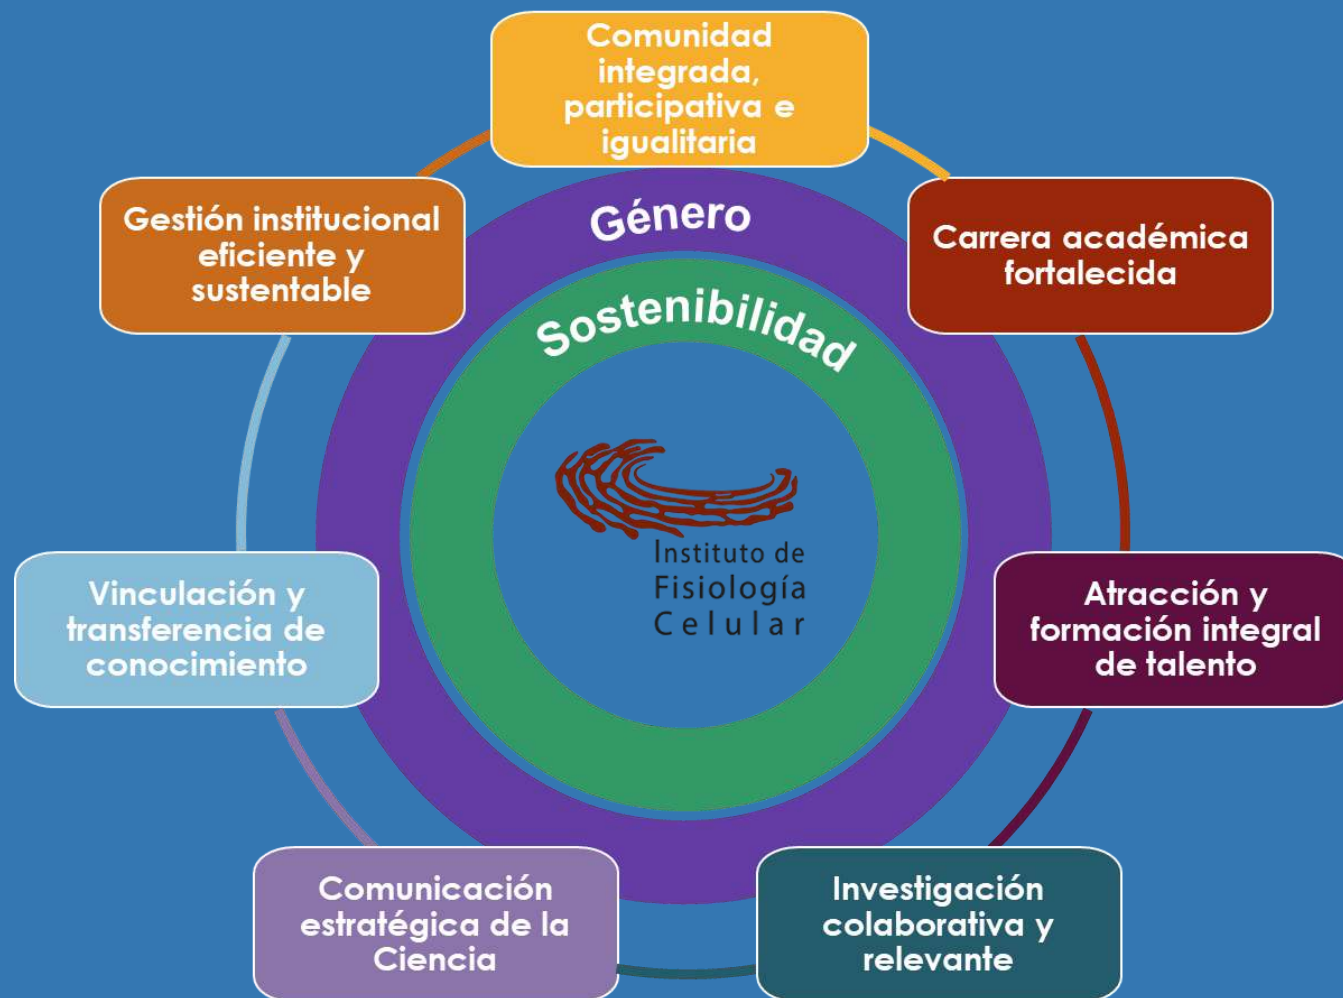 Comunidad
integrada,
participativa e
igualitaria
Gestión institucional
eficiente y
sustentable
Género
Carrera académica
fortalecida
Sostenibilidad
Instituto de
Fisiología
Celular
Vinculación y
transferencia de
conocimiento
Atracción y
formación integral
de talento
Comunicación
estratégica de la
Ciencia
Investigación
colaborativa y
relevante